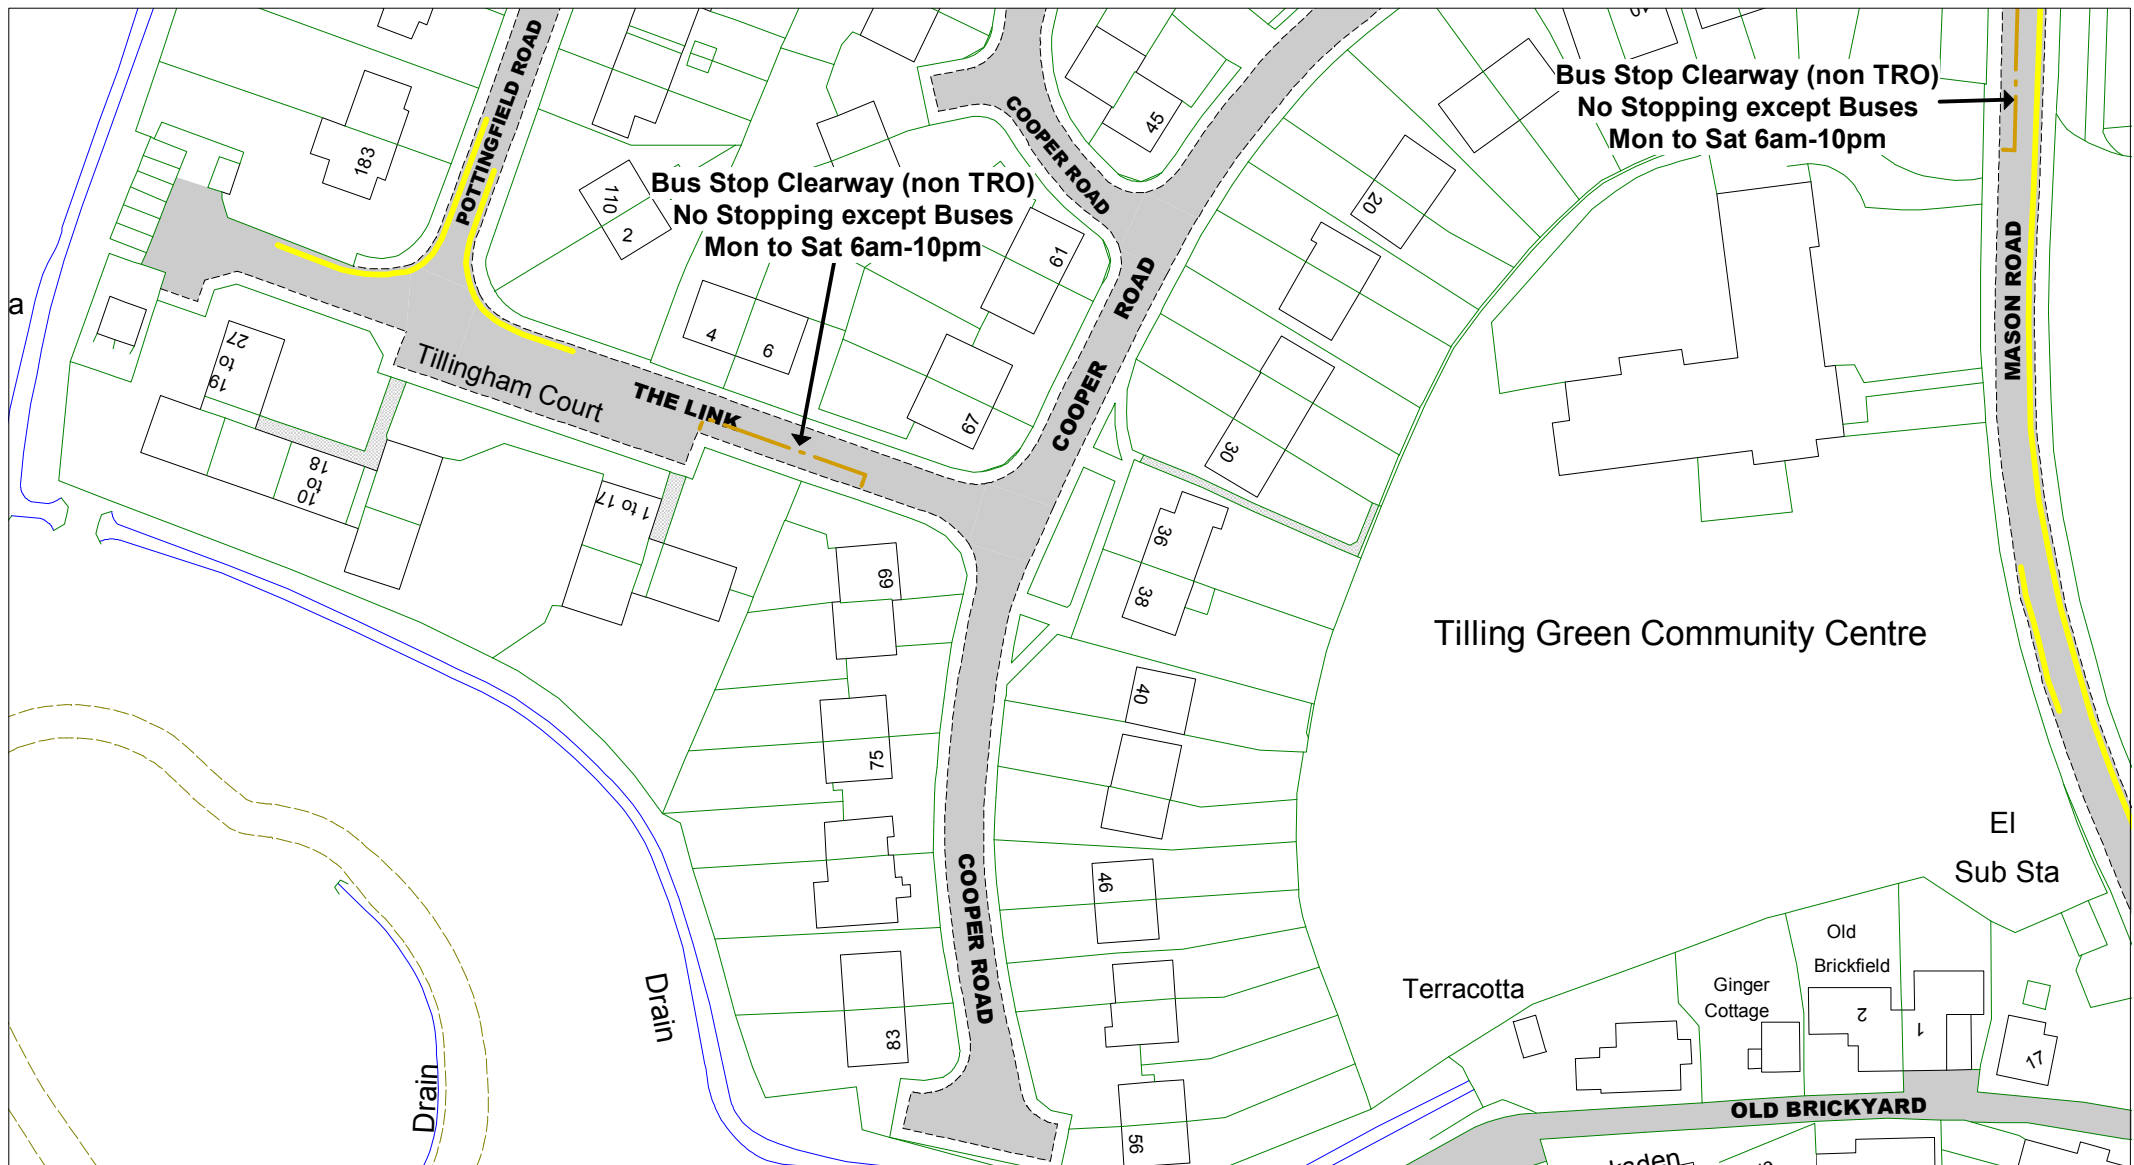 POTTINGFIELD ROAD
183
110
2
Bus Stop Clearway (non TRO)
No Stopping except Buses
Mon to Sat 6am-10pm
COOPER ROAD
45
Bus Stop Clearway (non TRO)
No Stopping except Buses
Mon to Sat 6am-10pm
20
61
MASON ROAD
a
27
to
19
4
6
Tillingham Court
THE LINK
67
COOPER ROAD
30
18
to
10
1 to 17
36
38
69
Tilling Green Community Centre
40
75
El
Sub Sta
46
COOPER ROAD
Old
Brickfield
Terracotta
Ginger
Cottage
2
1
17
Drain
Drain
83
56
OLD BRICKYARD